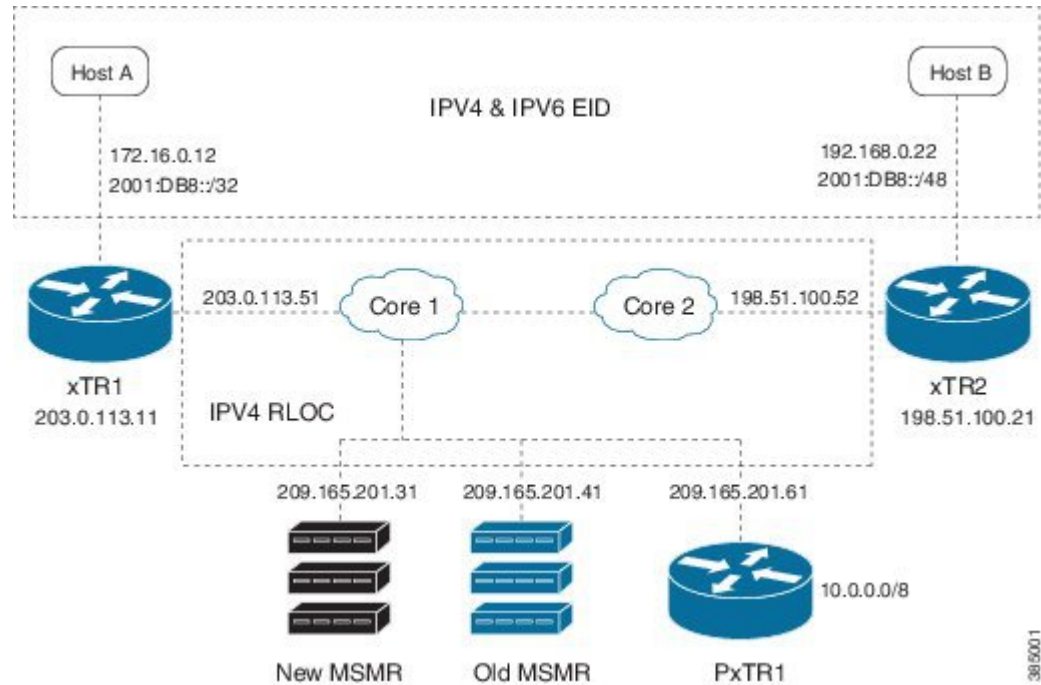 Host A
Host B
IPV4 & IPV6 EID
172.16.0.12
2001:DB8::/32
192.168.0.22
2001:DB8::/48
203.0.113.51
Core 1
Core 2
198.51.100.52
xTR1
203.0.113.11
IPV4 RLOC
xTR2
198.51.100.21
209.165.201.31
209.165.201.41
209.165.201.61
10.0.0.0/8
New MSMR
Old MSMR
PxTR1
385001